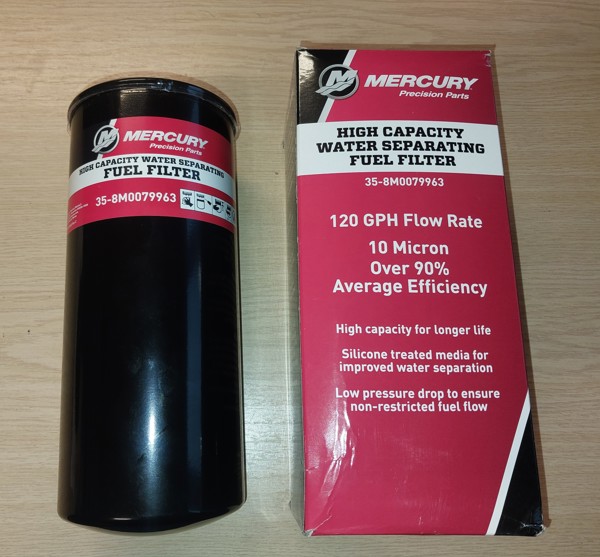 MERCURY
Precision Parts
HIGH CAPACITY WATER SEPARATING
FUEL FILTER
35-8M0079963
MERCURY
Precision Parts
HIGH CAPACITY
WATER SEPARATING
FUEL FILTER
35-8M0079963
120 GPH Flow Rate
10 Micron
Over 90%
Average Efficiency
High capacity for longer life
Silicone treated media for
improved water separation
Low pressure drop to ensure
non-restricted fuel flow